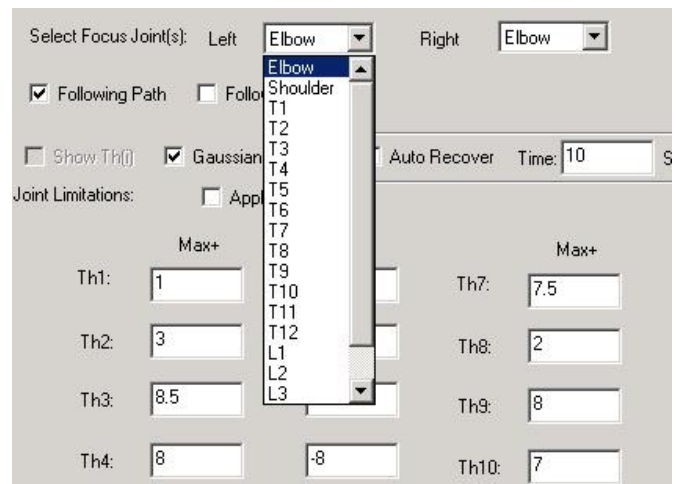 Select Focus Joint(s): Left Elbow Right Elbow
Elbow
Shoulder
T1
T2
T3
T4
T5
T6
T7
T8
T9
T10
T11
T12
L1
L2
L3
Following Path
Show Th(i) Gaussian Auto Recover Time: 10 S
Joint Limitations:
Max+ Max+
Th1: 1 Th7: 7.5
Th2: 3 Th8: 2
Th3: 8.5 Th9: 8
Th4: 8 -8 Th10: 7